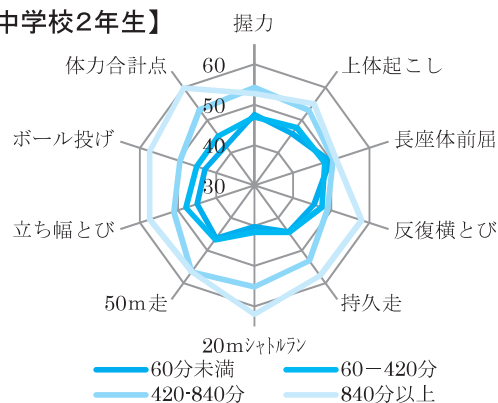 中学校2年生】
握力
体力合計点
60
上体起こし
50
ボール投げ
40
長座体前屈
30
立ち幅とび
反復横とび
50m走
持久走
20mｼｬﾄﾙﾗﾝ
60分未満
60－420分
420-840分
840分以上